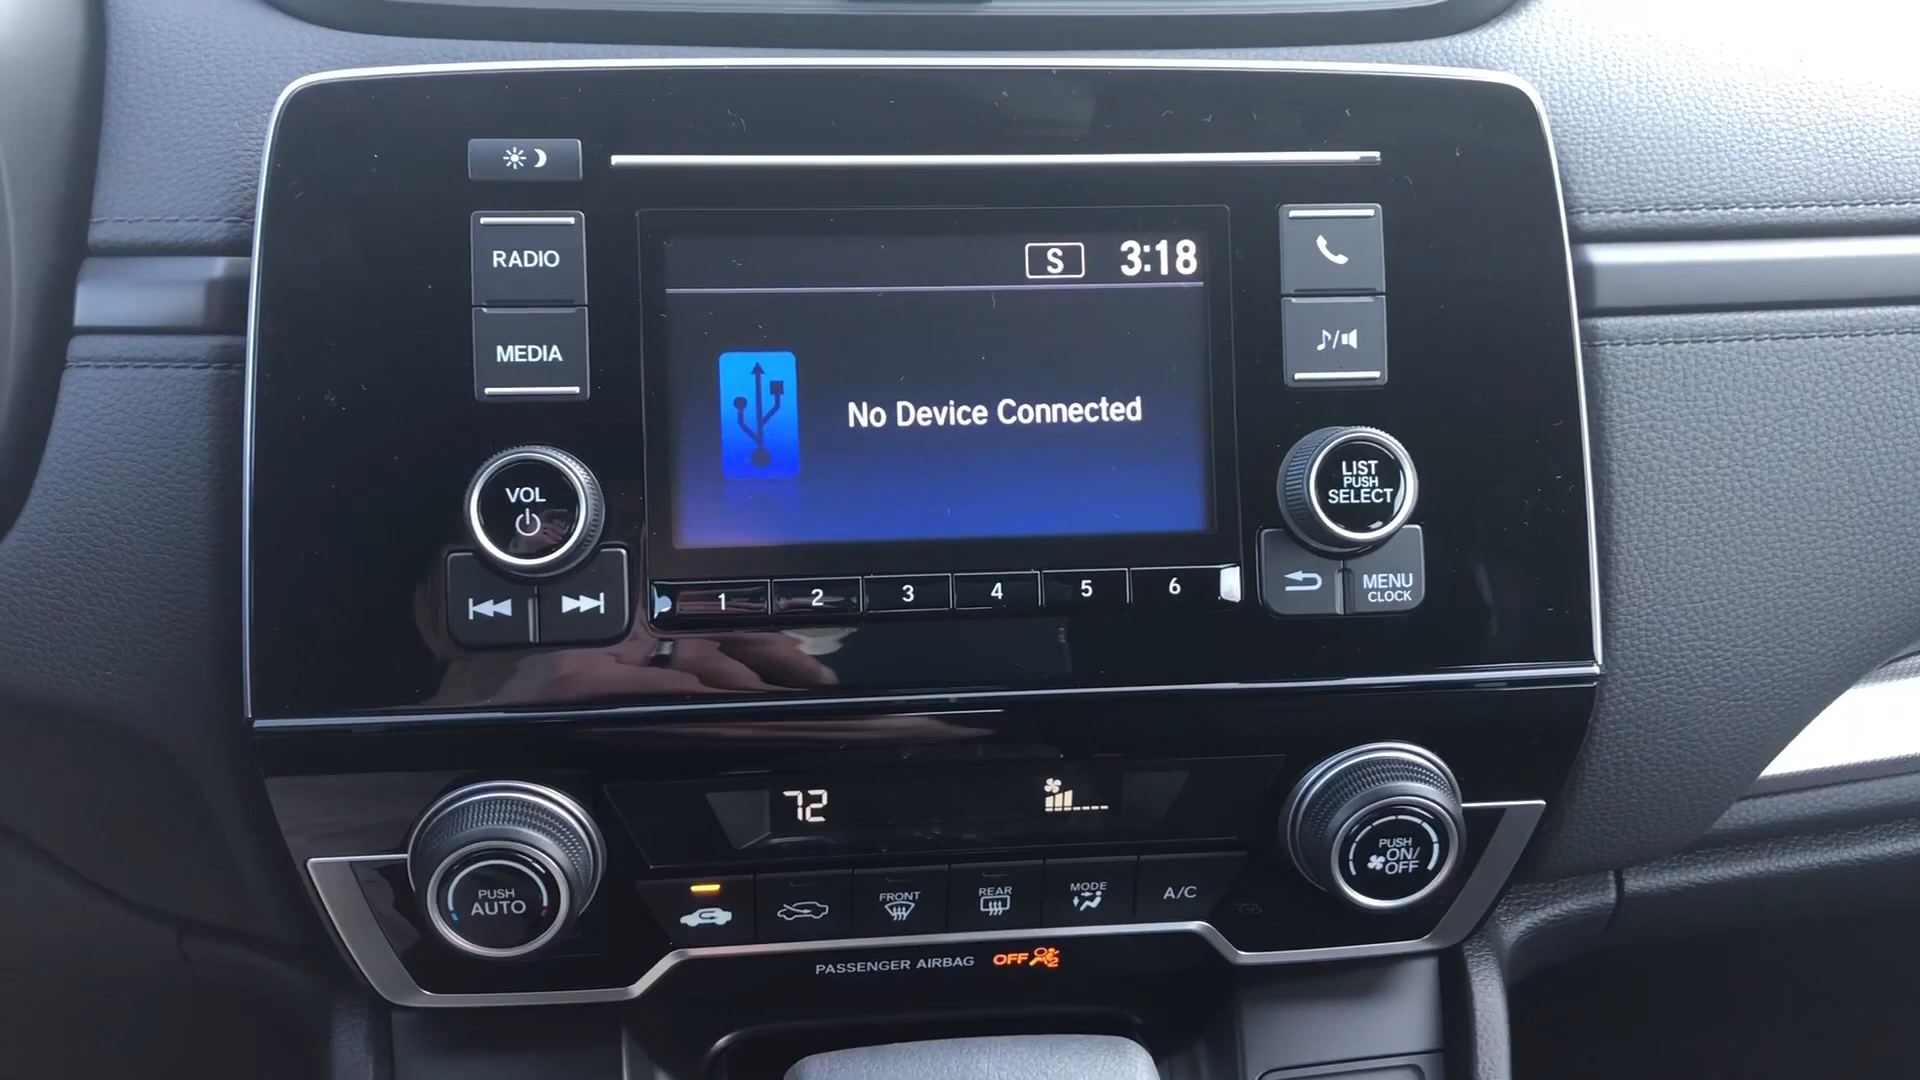 S 3:18
RADIO
MEDIA
No Device Connected
VOL
LIST
PUSH
SELECT
MENU
CLOCK
1 2 3 4 5 6
72
PUSH
AUTO
FRONT
REAR
MODE
A/C
PUSH
ON/
OFF
PASSENGER AIRBAG OFF